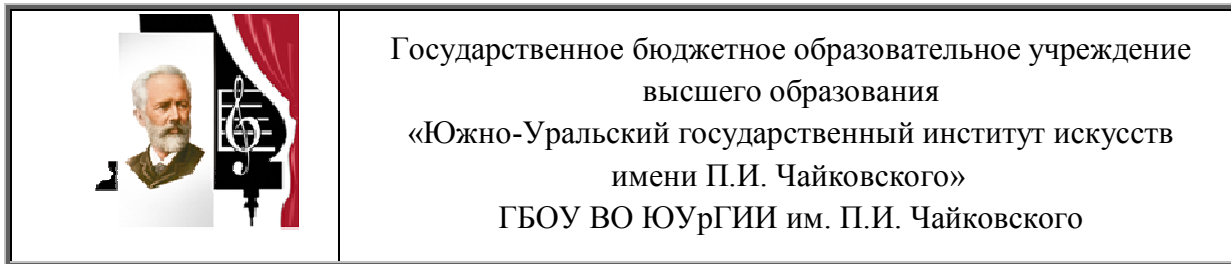 Государственное бюджетное образовательное учреждение
высшего образования
«Южно-Уральский государственный институт искусств
имени П.И. Чайковского»
ГБОУ ВО ЮУрГИИ им. П.И. Чайковского